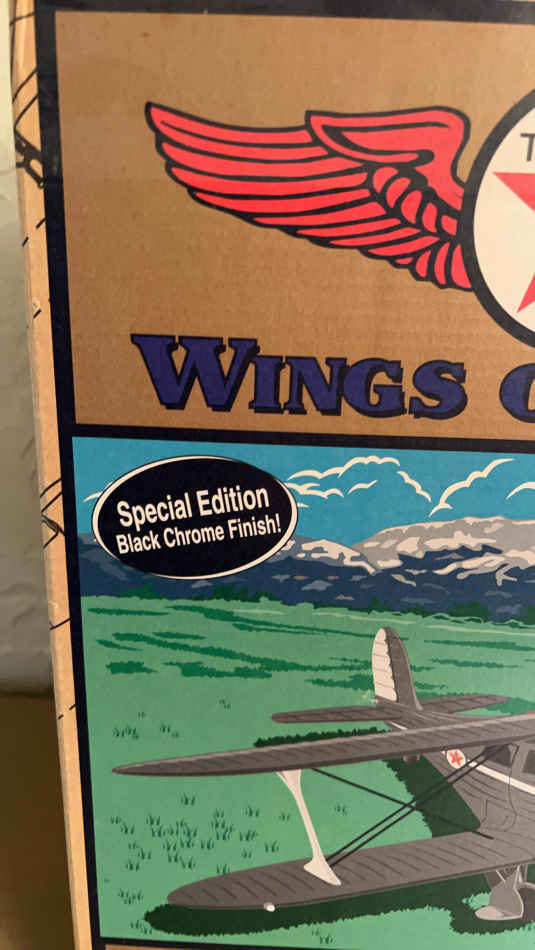 T
WINGS O
Special Edition
Black Chrome Finish!